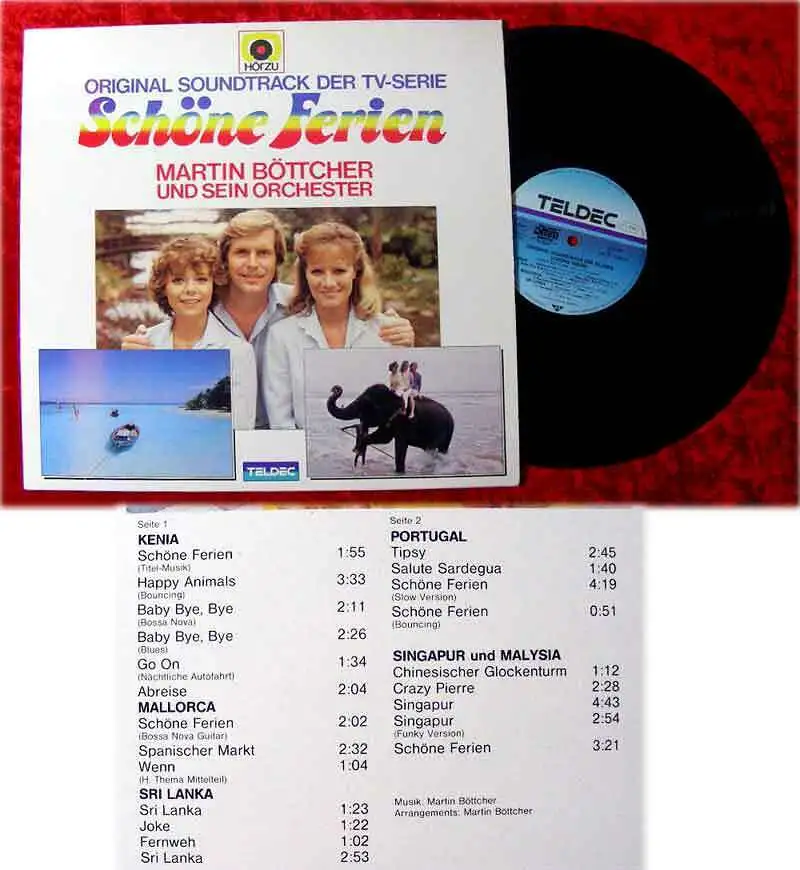 HÖRZU
ORIGINAL SOUNDTRACK DER TV-SERIE
Schöne Ferien
MARTIN BÖTTCHER
UND SEIN ORCHESTER
TELDEC
TELDEC
Seite 1
KENIA
Schöne Ferien 1:55
(Titel-Musik)
Happy Animals 3:33
(Bouncing)
Baby Bye, Bye 2:11
(Bossa Nova)
Baby Bye, Bye 2:26
(Blues)
Go On 1:34
(Nächtliche Autofahrt)
Abreise 2:04
MALLORCA
Schöne Ferien 2:02
(Bossa Nova Guitar)
Spanischer Markt 2:32
Wenn 1:04
(H. Thema Mittelteil)
SRI LANKA
Sri Lanka 1:23
Joke 1:22
Fernweh 1:02
Sri Lanka 2:53
Seite 2
PORTUGAL
Tipsy 2:45
Salute Sardegua 1:40
Schöne Ferien 4:19
(Slow Version)
Schöne Ferien 0:51
(Bouncing)
SINGAPUR und MALYSIA
Chinesischer Glockenturm 1:12
Crazy Pierre 2:28
Singapur 4:43
Singapur 2:54
(Funky Version)
Schöne Ferien 3:21
Musik: Martin Böttcher
Arrangements: Martin Böttcher